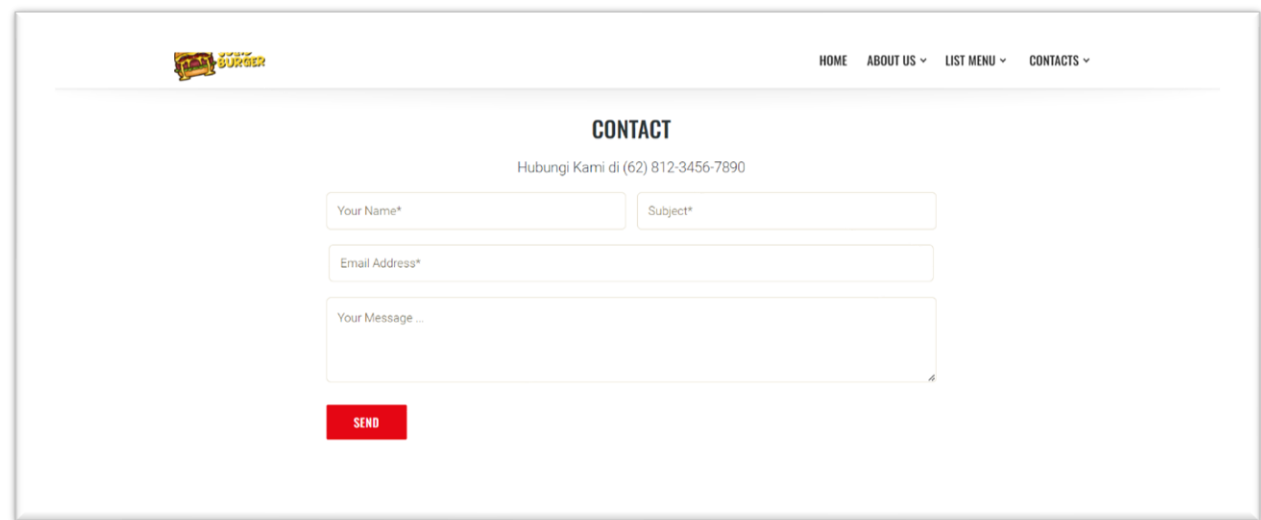 BURGER
HOME ABOUT US LIST MENU CONTACTS
CONTACT
Hubungi Kami di (62) 812-3456-7890
Your Name* Subject*
Email Address*
Your Message ...
SEND